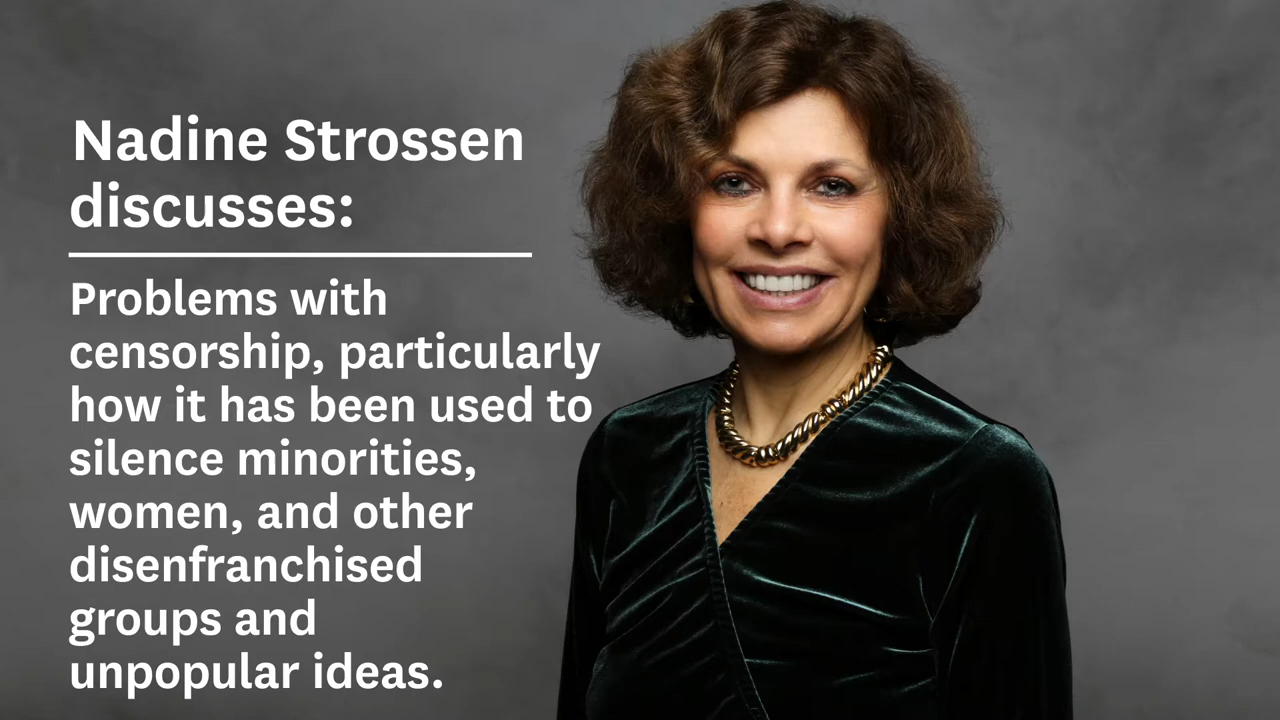 Nadine Strossen
discusses:
Problems with
censorship, particularly
how it has been used to
silence minorities,
women, and other
disenfranchised
groups and
unpopular ideas.